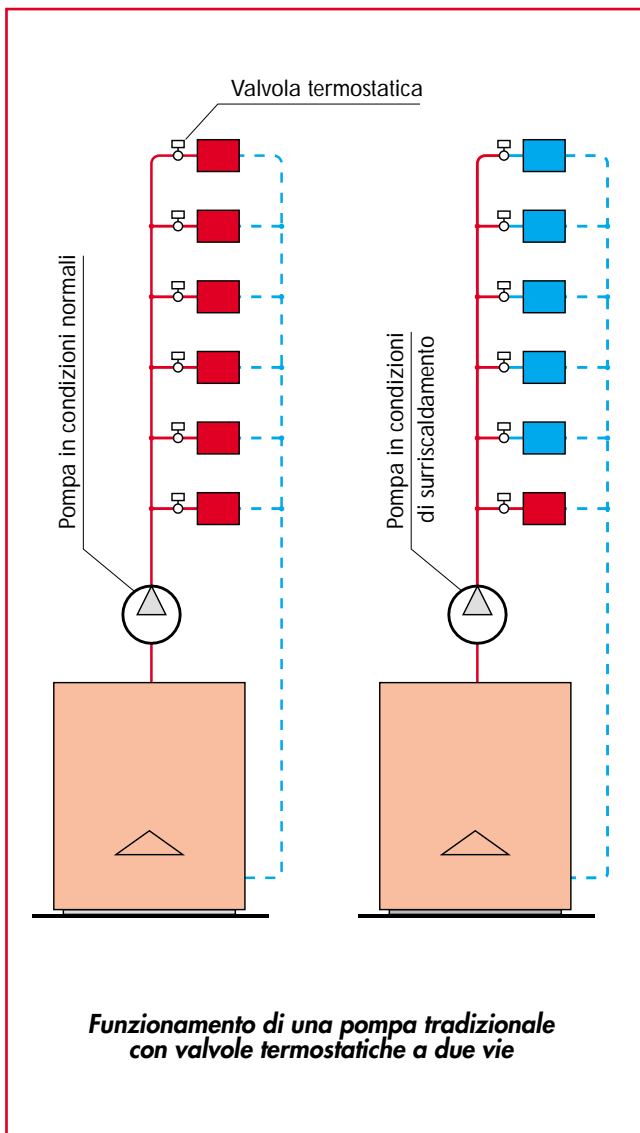 Valvola termostatica
Pompa in condizioni normali
Pompa in condizioni
di surriscaldamento
Funzionamento di una pompa tradizionale
con valvole termostatiche a due vie